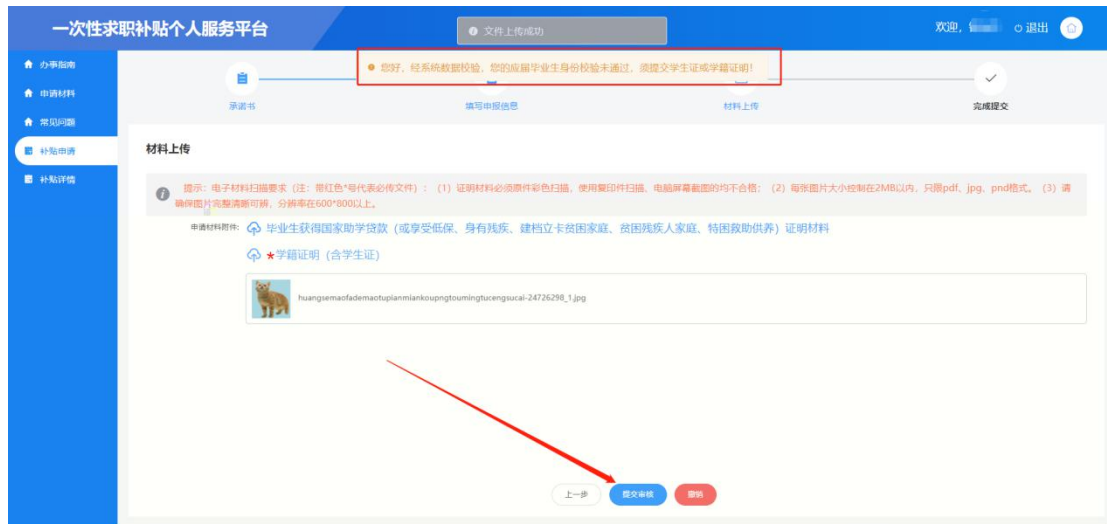 一次性求职补贴个人服务平台
文件上传成功
欢迎,
退出
办事指南
申请材料
常见问题
补贴申请
补贴详情
您好，经系统数据校验，您的应届毕业生身份校验未通过，须提交学生证或学籍证明！
承诺书
填写申报信息
材料上传
完成提交
材料上传
提示：电子材料扫描要求（注：带红色*号代表必传文件）：（1）证明材料必须原件彩色扫描，使用复印件扫描、电脑屏幕截图的均不合格；（2）每张图片大小控制在2MB以内，只限pdf、jpg、pnd格式。（3）请
确保图片完整清晰可辨，分辨率在600*800以上。
申请材料附件: 毕业生获得国家助学贷款（或享受低保、身有残疾、建档立卡贫困家庭、贫困残疾人家庭、特困救助供养）证明材料
*学籍证明（含学生证）
huangsemaofademaotupianmiankoupngtoumingtucengsucai-24726298_1.jpg
上一步
提交审核
撤销